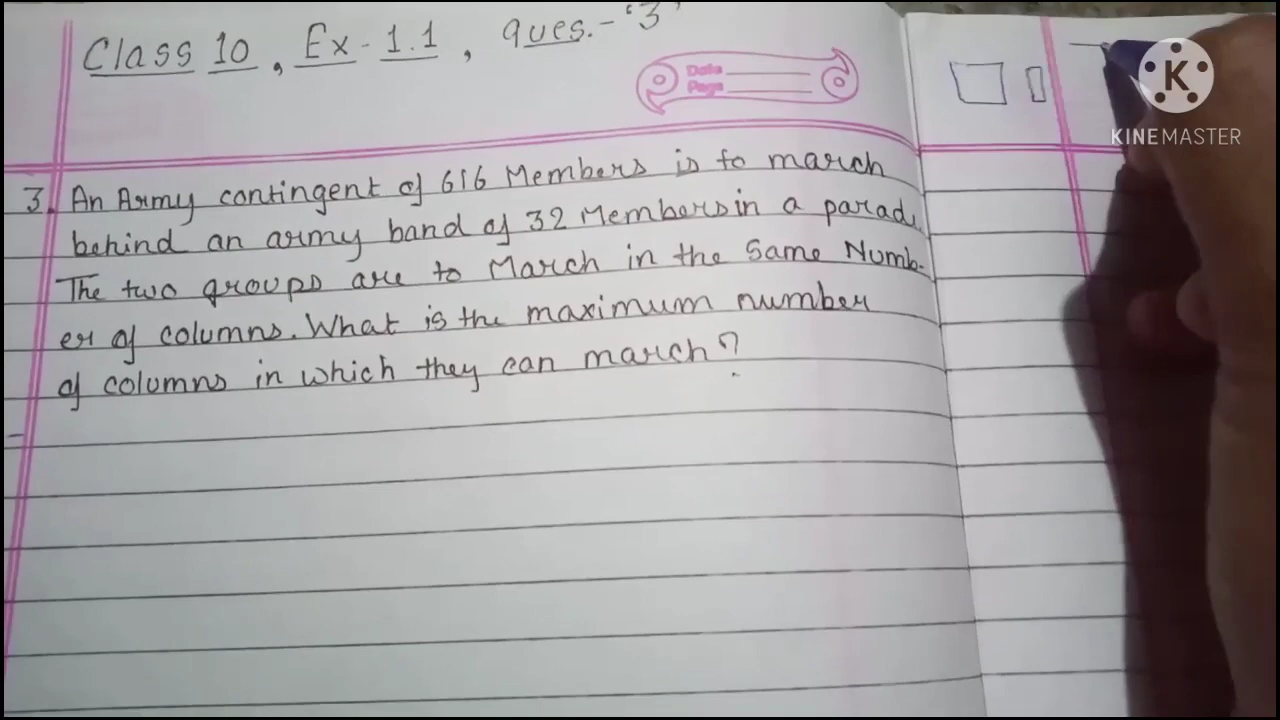 Class 10, Ex-1.1, ques.-'3'
Date
Page
K
KINEMASTER
3. An Army contingent of 616 Members is to march
behind an army band of 32 Members in a parad.
The two groups are to March in the Same Numb-
er of columns. What is the maximum number
of columns in which they can march?